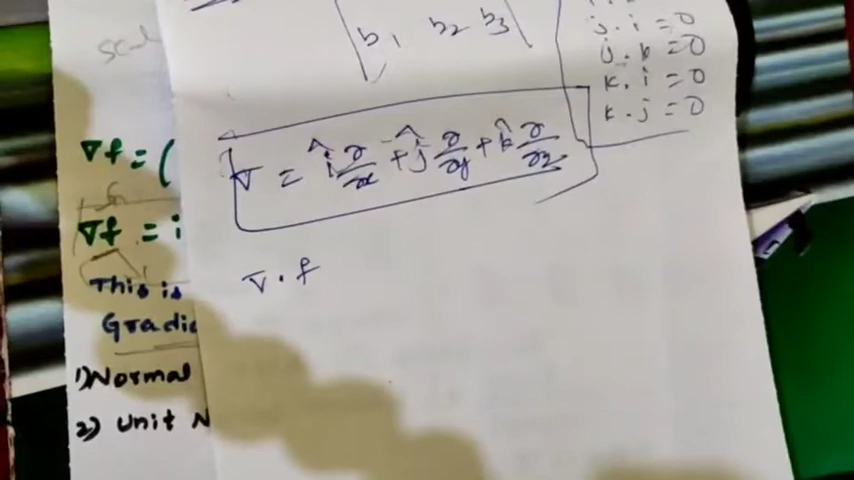 b₁ b₂ b₃
j · i = 0
j · k = 0
k · i = 0
k · j = 0
∇ = î ∂/∂x + ĵ ∂/∂y + k̂ ∂/∂z
∇ · f
∇f = (
∇f = i
This is
Gradie
1) Normal
2) Unit N